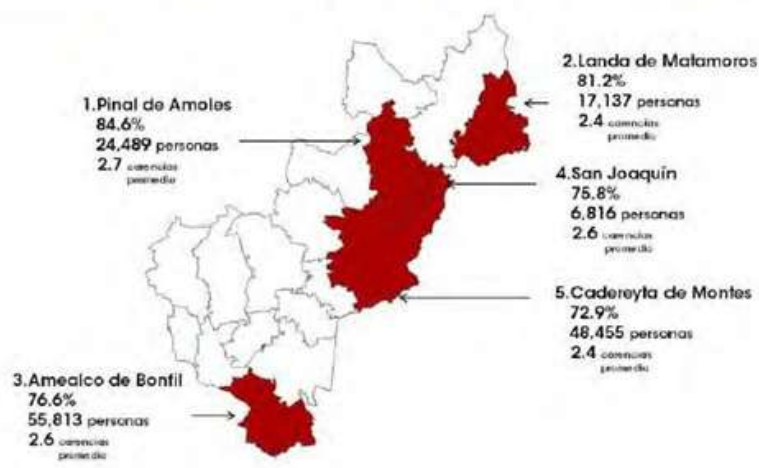 1.Pinal de Amoles
84.6%
24,489 personas
2.7 carencias
promedio
2.Landa de Matamoros
81.2%
17,137 personas
2.4 carencias
promedio
3.Amealco de Bonfil
76.6%
55,813 personas
2.6 carencias
promedio
4.San Joaquín
75.8%
6,816 personas
2.6 carencias
promedio
5.Cadereyta de Montes
72.9%
48,455 personas
2.4 carencias
promedio